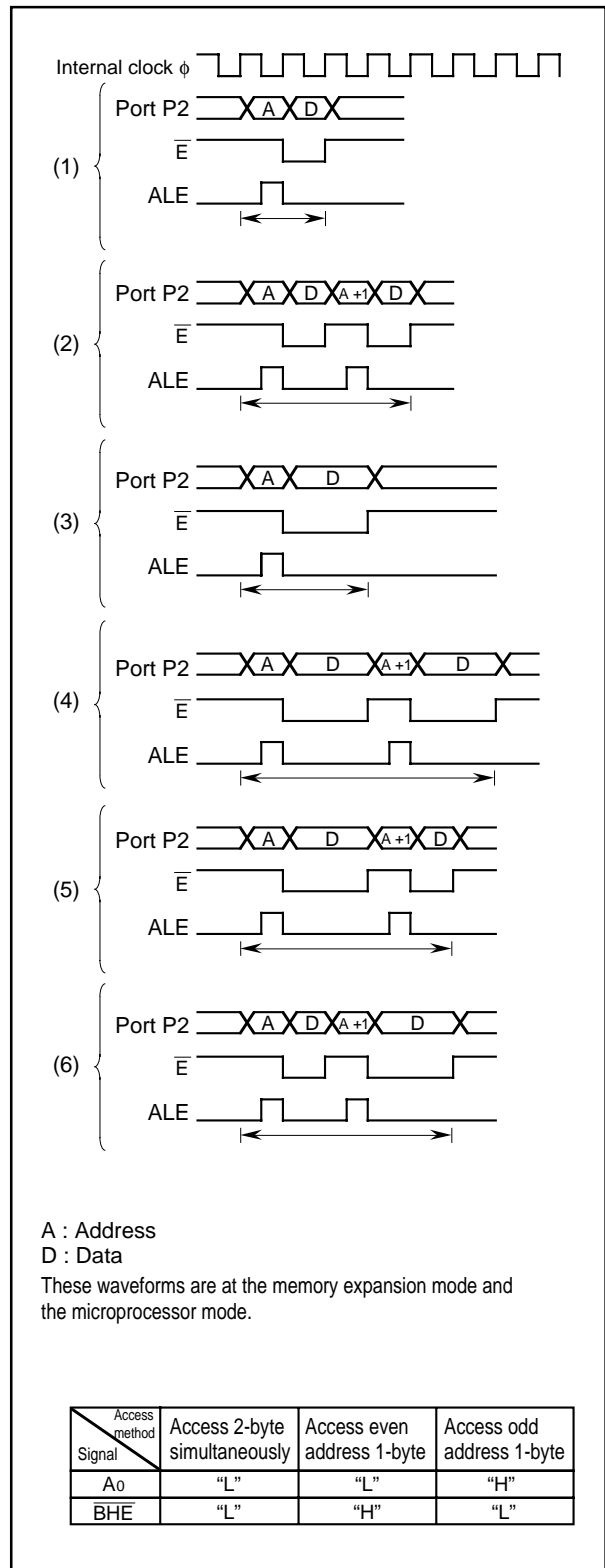 Internal clock ϕ
Port P2 A D
E
(1)
ALE
Port P2 A D A +1 D
E
(2)
ALE
Port P2 A D
(3) E
ALE
Port P2 A D A +1 D
(4) E
ALE
Port P2 A D A +1 D
(5) E
ALE
Port P2 A D A +1 D
(6) E
ALE
A : Address
D : Data
These waveforms are at the memory expansion mode and
the microprocessor mode.
Access method Signal Access 2-byte simultaneously Access even address 1-byte Access odd address 1-byte
A0 “L” “L” “H”
BHE “L” “H” “L”